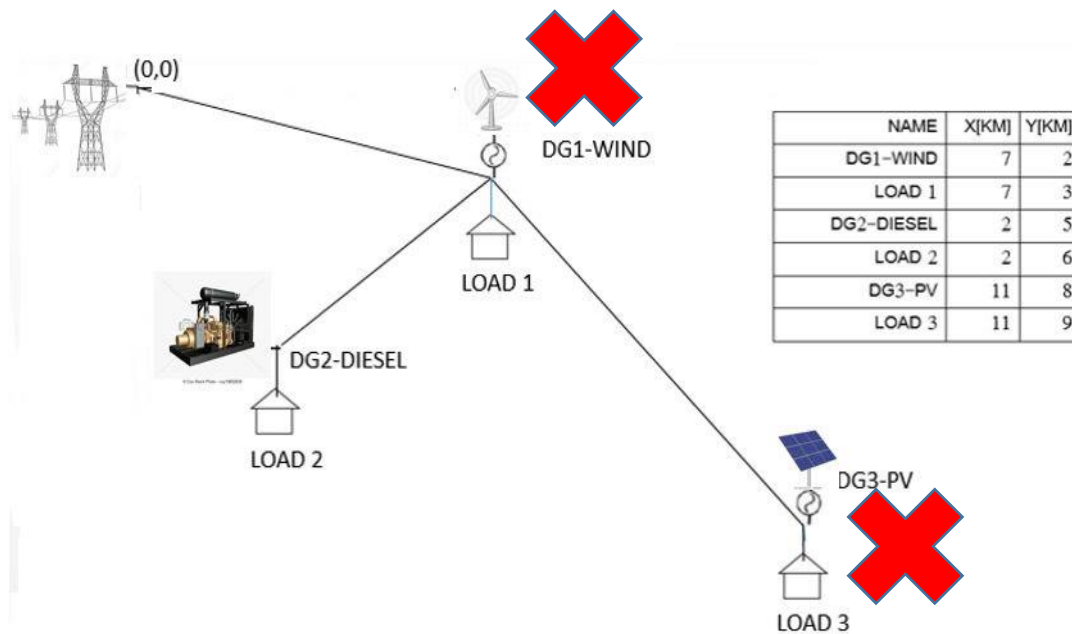 (0,0)
DG1-WIND
LOAD 1
DG2-DIESEL
LOAD 2
DG3-PV
LOAD 3
NAME X[KM] Y[KM]
DG1-WIND 7 2
LOAD 1 7 3
DG2-DIESEL 2 5
LOAD 2 2 6
DG3-PV 11 8
LOAD 3 11 9